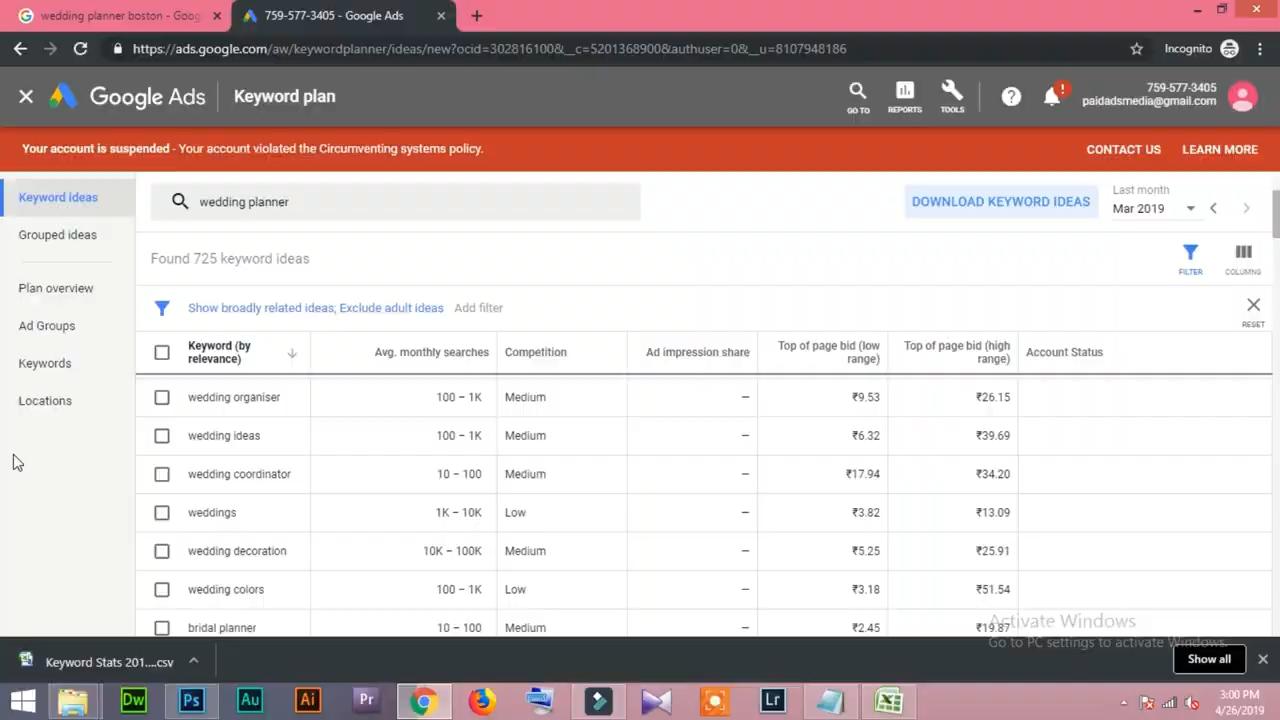 wedding planner boston - Goog
759-577-3405 - Google Ads
https://ads.google.com/aw/keywordplanner/ideas/new?ocid=302816100&__c=5201368900&authuser=0&__u=8107948186
Incognito
Google Ads
Keyword plan
GO TO
REPORTS
TOOLS
759-577-3405
paidadsmedia@gmail.com
Your account is suspended - Your account violated the Circumventing systems policy.
CONTACT US
LEARN MORE
Keyword ideas
Grouped ideas
Plan overview
Ad Groups
Keywords
Locations
wedding planner
DOWNLOAD KEYWORD IDEAS
Last month
Mar 2019
Found 725 keyword ideas
FILTER
COLUMNS
Show broadly related ideas; Exclude adult ideas Add filter
RESET
Keyword (by relevance) Avg. monthly searches Competition Ad impression share Top of page bid (low range) Top of page bid (high range) Account Status
wedding organiser 100 – 1K Medium – ₹9.53 ₹26.15
wedding ideas 100 – 1K Medium – ₹6.32 ₹39.69
wedding coordinator 10 – 100 Medium – ₹17.94 ₹34.20
weddings 1K – 10K Low – ₹3.82 ₹13.09
wedding decoration 10K – 100K Medium – ₹5.25 ₹25.91
wedding colors 100 – 1K Low – ₹3.18 ₹51.54
bridal planner 10 – 100 Medium – ₹2.45 ₹19.87
Activate Windows
Go to PC settings to activate Windows.
Keyword Stats 201....csv
Show all
Dw
Ps
Au
Ai
Pr
Lr
3:00 PM
4/26/2019